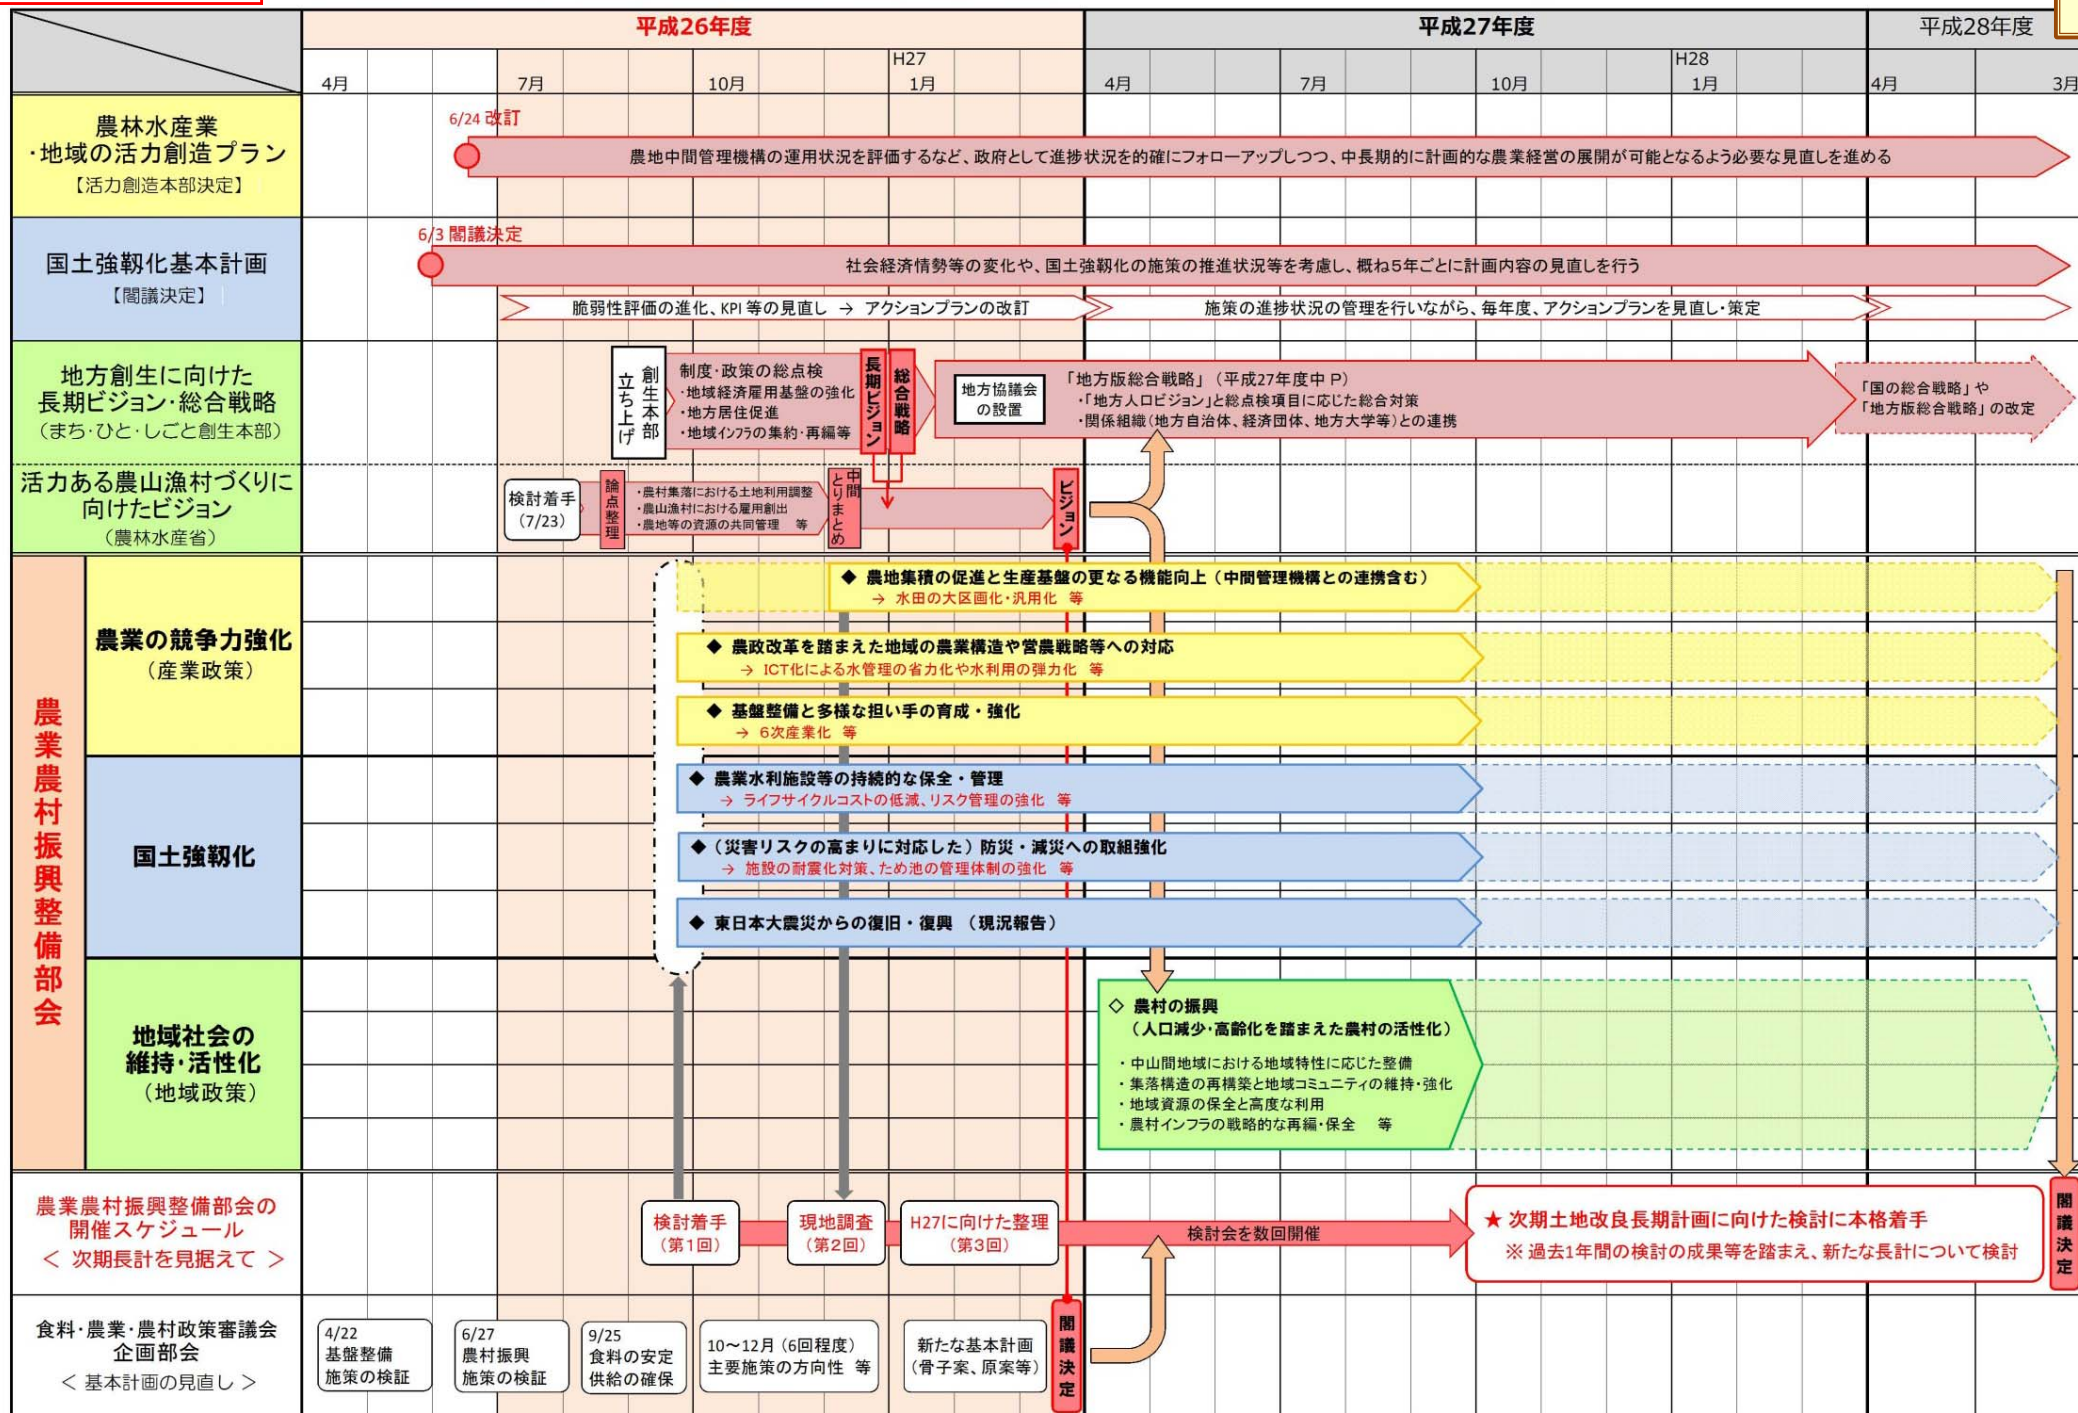 平成26年度
平成27年度
平成28年度
4月
7月
10月
H27
1月
4月
7月
10月
H28
1月
4月
3月
農林水産業
・地域の活力創造プラン
【活力創造本部決定】
6/24 改訂
農地中間管理機構の運用状況を評価するなど、政府として進捗状況を的確にフォローアップしつつ、中長期的に計画的な農業経営の展開が可能となるよう必要な見直しを進める
国土強靱化基本計画
【閣議決定】
6/3 閣議決定
社会経済情勢等の変化や、国土強靱化の施策の推進状況等を考慮し、概ね5年ごとに計画内容の見直しを行う
脆弱性評価の進化、KPI 等の見直し → アクションプランの改訂
施策の進捗状況の管理を行いながら、毎年度、アクションプランを見直し・策定
地方創生に向けた
長期ビジョン・総合戦略
（まち・ひと・しごと創生本部）
創生本部
立ち上げ
制度・政策の総点検
・地域経済雇用基盤の強化
・地方居住促進
・地域インフラの集約・再編等
長期ビジョン
総合戦略
地方協議会
の設置
「地方版総合戦略」（平成27年度中 P）
・「地方人口ビジョン」と総点検項目に応じた総合対策
・関係組織（地方自治体、経済団体、地方大学等）との連携
「国の総合戦略」や
「地方版総合戦略」の改定
活力ある農山漁村づくりに
向けたビジョン
（農林水産省）
検討着手
（7/23）
論点整理
・農村集落における土地利用調整
・農山漁村における雇用創出
・農地等の資源の共同管理 等
中間
とりまとめ
ビジョン
農業農村振興整備部会
農業の競争力強化
（産業政策）
◆ 農地集積の促進と生産基盤の更なる機能向上（中間管理機構との連携含む）
→ 水田の大区画化・汎用化 等
◆ 農政改革を踏まえた地域の農業構造や営農戦略等への対応
→ ICT化による水管理の省力化や水利用の弾力化 等
◆ 基盤整備と多様な担い手の育成・強化
→ 6次産業化 等
国土強靱化
◆ 農業水利施設等の持続的な保全・管理
→ ライフサイクルコストの低減、リスク管理の強化 等
◆（災害リスクの高まりに対応した）防災・減災への取組強化
→ 施設の耐震化対策、ため池の管理体制の強化 等
◆ 東日本大震災からの復旧・復興 （現況報告）
地域社会の
維持・活性化
（地域政策）
◇ 農村の振興
（人口減少・高齢化を踏まえた農村の活性化）
・中山間地域における地域特性に応じた整備
・集落構造の再構築と地域コミュニティの維持・強化
・地域資源の保全と高度な利用
・農村インフラの戦略的な再編・保全 等
農業農村振興整備部会の
開催スケジュール
＜ 次期長計を見据えて ＞
検討着手
（第1回）
現地調査
（第2回）
H27に向けた整理
（第3回）
検討会を数回開催
★ 次期土地改良長期計画に向けた検討に本格着手
※ 過去1年間の検討の成果等を踏まえ、新たな長計について検討
閣議決定
食料・農業・農村政策審議会
企画部会
＜ 基本計画の見直し ＞
4/22
基盤整備
施策の検証
6/27
農村振興
施策の検証
9/25
食料の安定
供給の確保
10～12月（6回程度）
主要施策の方向性 等
新たな基本計画
（骨子案、原案等）
閣議決定